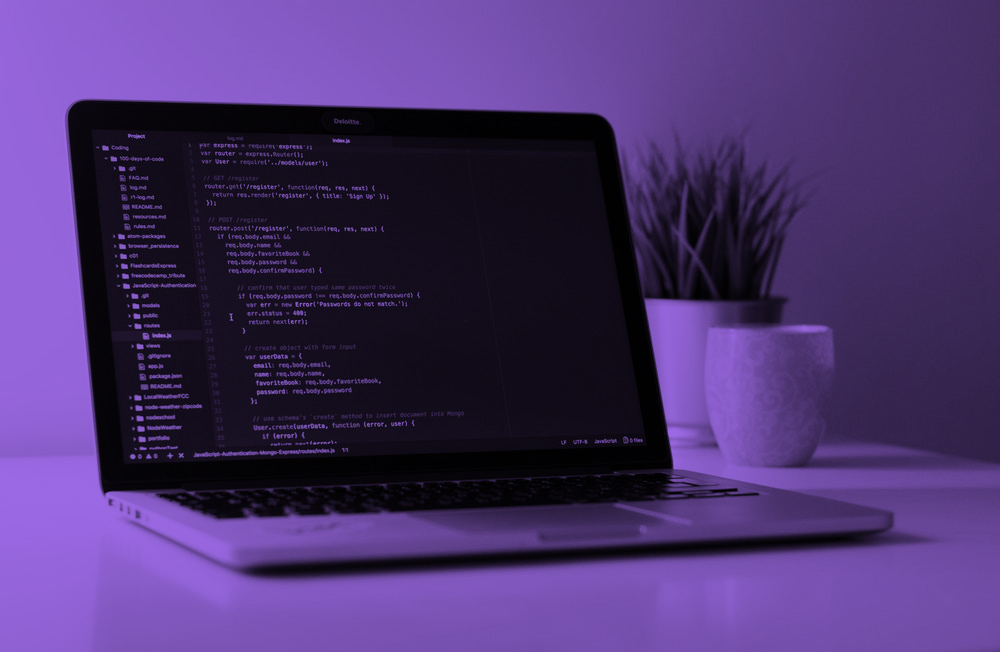 Deloitte.
Project
log.md
index.js
Coding
100-days-of-code
.git
FAQ.md
log.md
r1-log.md
README.md
resources.md
rules.md
atom-packages
browser_persistence
c01
FlashcardsExpress
freecodecamp_tribute
JavaScript-Authentication
.git
models
public
routes
index.js
views
.gitignore
app.js
package.json
README.md
LocalWeatherFCC
node-weather-zipcode
nodeschool
NodeWeather
portfolio
pythonTest
var express = require('express');
var router = express.Router();
var User = require('../models/user');
// GET /register
router.get('/register', function(req, res, next) {
return res.render('register', { title: 'Sign Up' });
});
// POST /register
router.post('/register', function(req, res, next) {
if (req.body.email &&
req.body.name &&
req.body.favoriteBook &&
req.body.password &&
req.body.confirmPassword) {
// confirm that user typed same password twice
if (req.body.password !== req.body.confirmPassword) {
var err = new Error('Passwords do not match.');
err.status = 400;
return next(err);
}
// create object with form input
var userData = {
email: req.body.email,
name: req.body.name,
favoriteBook: req.body.favoriteBook,
password: req.body.password
};
// use schema's `create` method to insert document into Mongo
User.create(userData, function (error, user) {
if (error) {
return next(error);
0 0 JavaScript-Authentication-Mongo-Express/routes/index.js 1:1 LF UTF-8 JavaScript 0 files